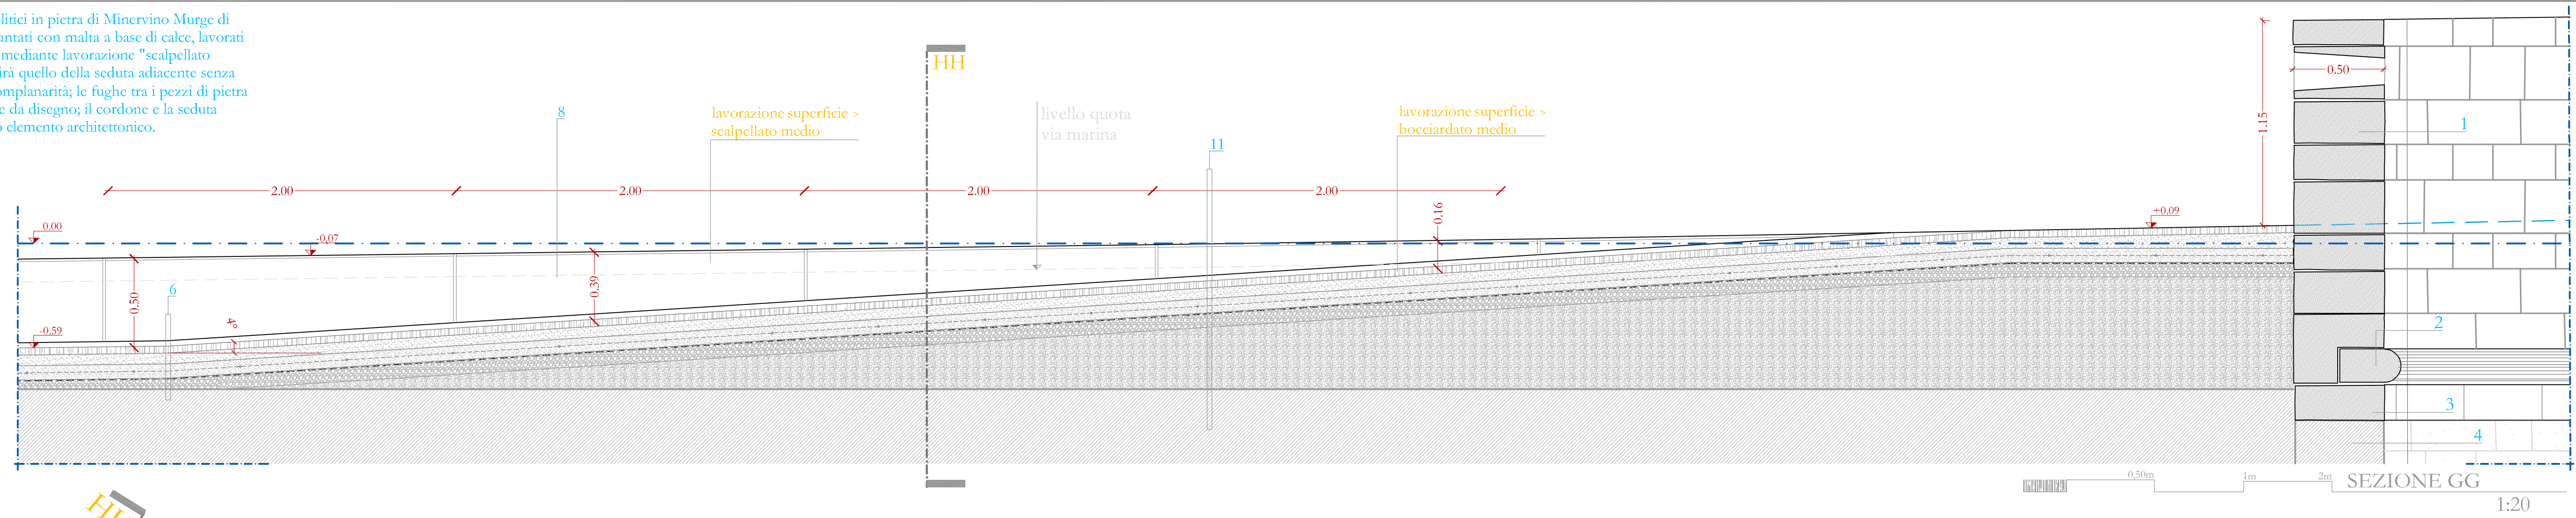 litici in pietra di Minervino Murge di
antati con malta a base di calce, lavorati
mediante lavorazione "scalpellato
irà quello della seduta adiacente senza
omplanarità; le fughe tra i pezzi di pietra
e da disegno; il cordone e la seduta
o elemento architettonico.
HH
8
lavorazione superficie >
scalpellato medio
livello quota
via marina
11
lavorazione superficie >
bocciardato medio
1.15
0.50
1
2.00
2.00
2.00
2.00
0.00
-0.07
0.16
+0.09
0.50
6
0.39
-0.59
4°
2
3
4
0,50m
1m
2m
SEZIONE GG
1:20